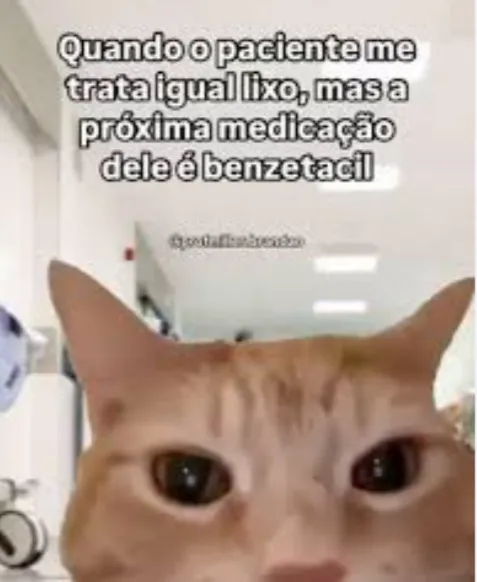 Quando o paciente me
trata igual lixo, mas a
próxima medicação
dele é benzetacil